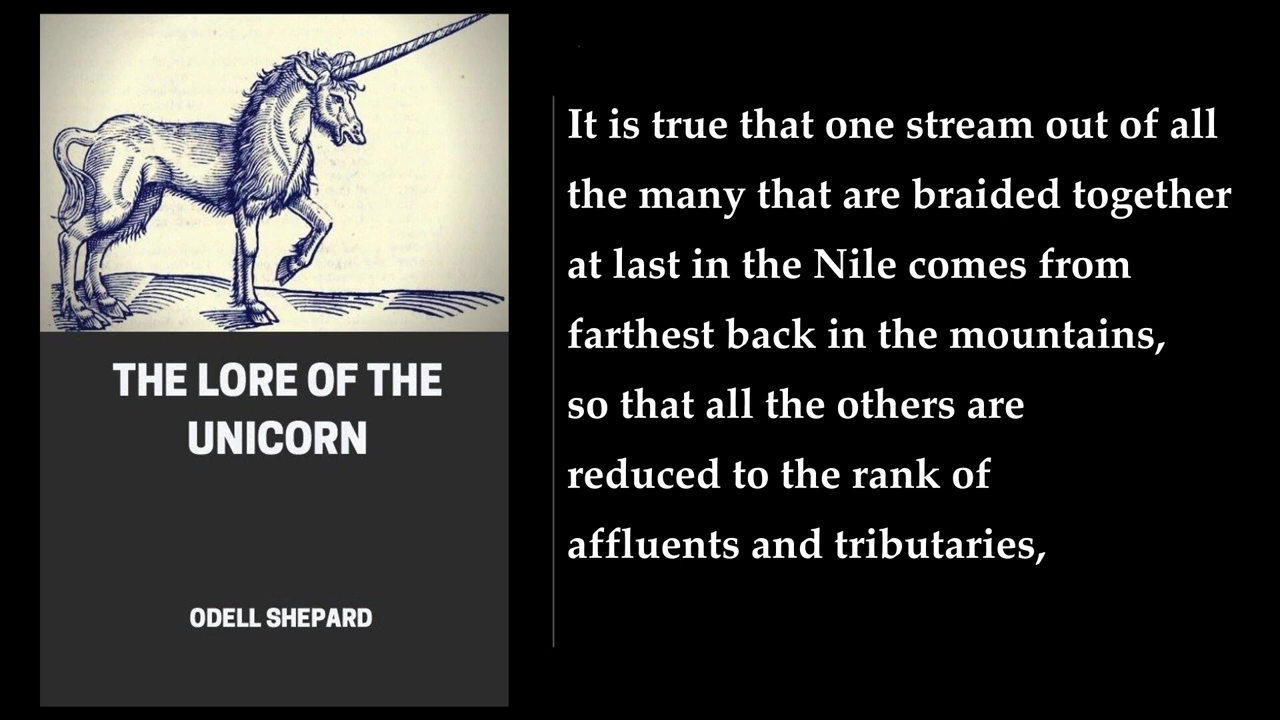 THE LORE OF THE
UNICORN
ODELL SHEPARD
It is true that one stream out of all
the many that are braided together
at last in the Nile comes from
farthest back in the mountains,
so that all the others are
reduced to the rank of
affluents and tributaries,